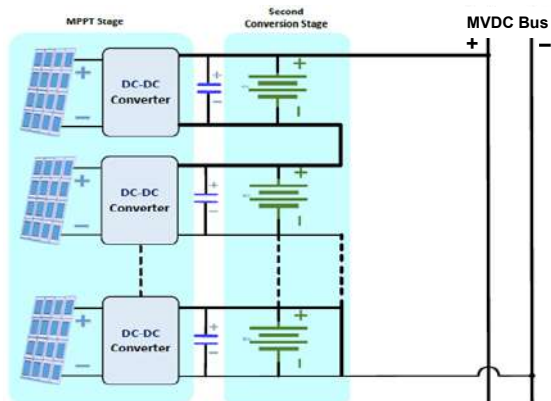 MPPT Stage
Second
Conversion Stage
MVDC Bus
+ −
+
−
DC-DC
Converter
+
−
+
−
+
−
DC-DC
Converter
+
−
+
−
+
−
DC-DC
Converter
+
−
+
−